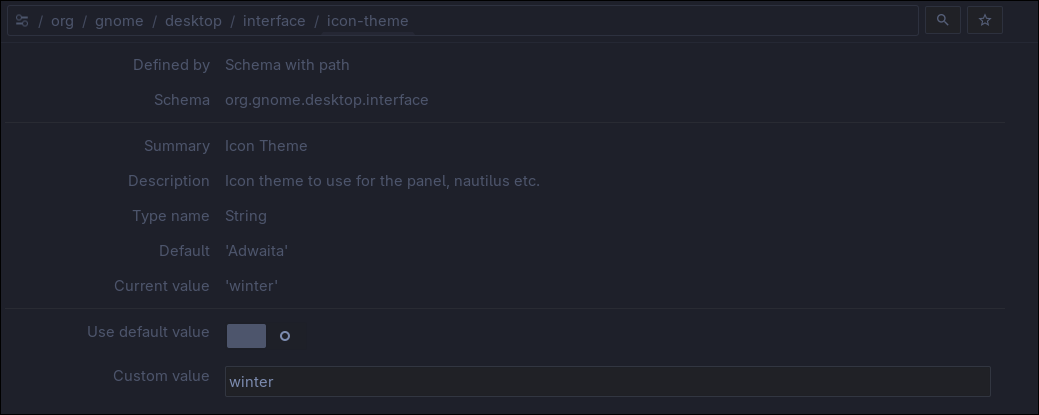 / org / gnome / desktop / interface / icon-theme
Defined by Schema with path
Schema org.gnome.desktop.interface
Summary Icon Theme
Description Icon theme to use for the panel, nautilus etc.
Type name String
Default 'Adwaita'
Current value 'winter'
Use default value
Custom value winter